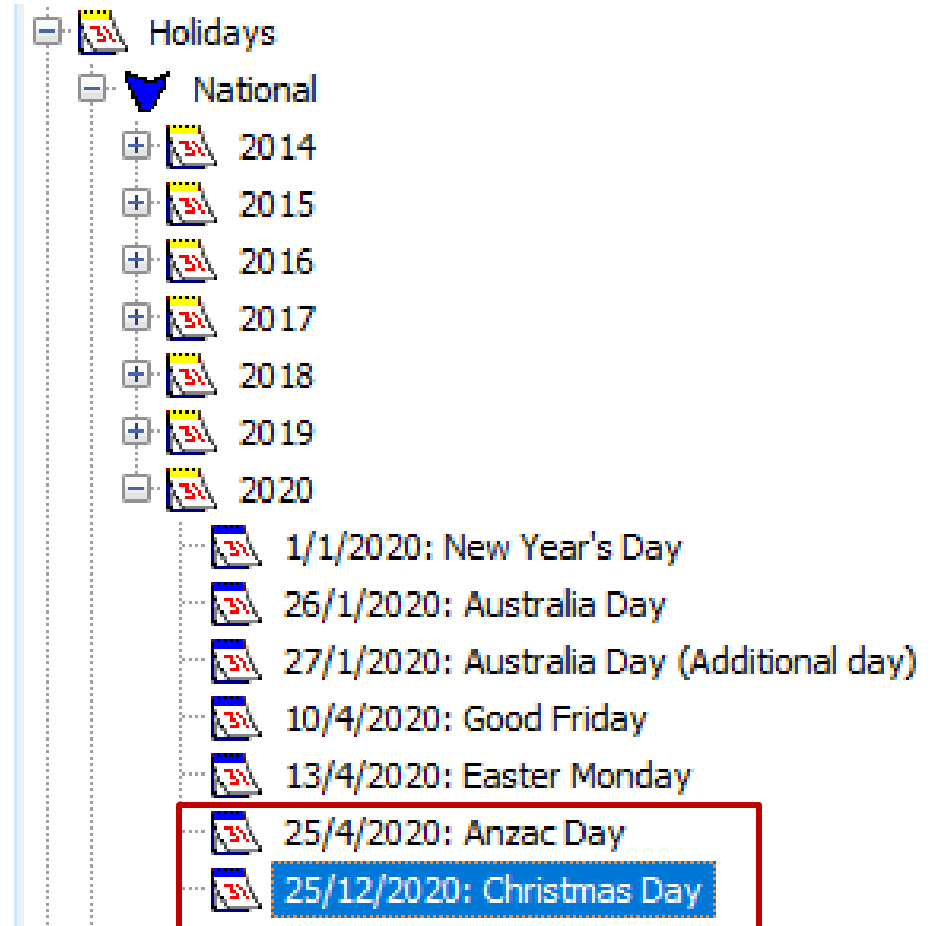 Holidays
National
2014
2015
2016
2017
2018
2019
2020
1/1/2020: New Year's Day
26/1/2020: Australia Day
27/1/2020: Australia Day (Additional day)
10/4/2020: Good Friday
13/4/2020: Easter Monday
25/4/2020: Anzac Day
25/12/2020: Christmas Day